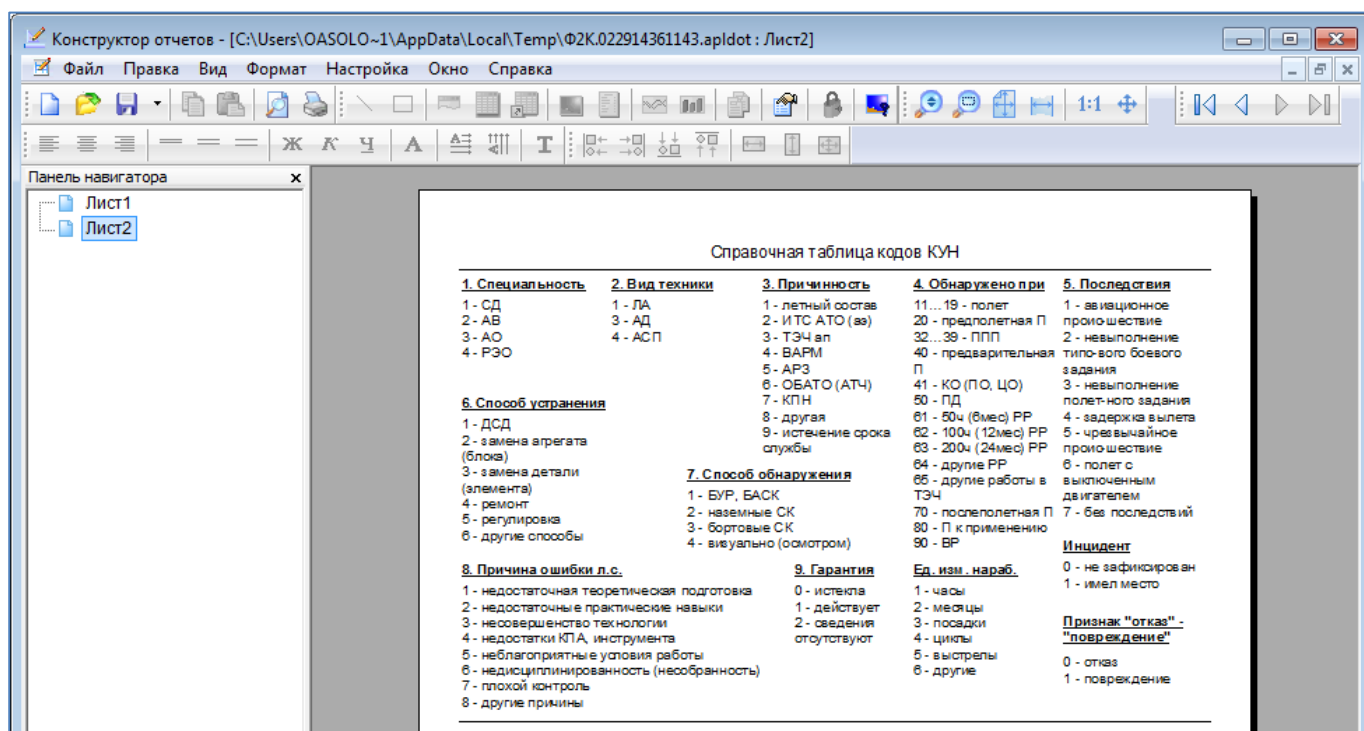 Конструктор отчетов - [C:\Users\OASOLO~1\AppData\Local\Temp\Ф2К.022914361143.apldot : Лист2]
Файл Правка Вид Формат Настройка Окно Справка
1:1
Ж К Ч А Т
Панель навигатора x
Лист1
Лист2
Справочная таблица кодов КУН
1. Специальность
1 - СД
2 - АВ
3 - АО
4 - РЭО
2. Вид техники
1 - ЛА
3 - АД
4 - АСП
3. Причинность
1 - летный состав
2 - ИТС АТО (аэ)
3 - ТЭЧ ап
4 - ВАРМ
5 - АРЗ
6 - ОБАТО (АТЧ)
7 - КПН
8 - другая
9 - истечение срока
службы
4. Обнаружено при
11...19 - полет
20 - предполетная П
32...39 - ППП
40 - предварительная
П
41 - КО (ПО, ЦО)
50 - ПД
61 - 50ч (6мес) РР
62 - 100ч (12мес) РР
63 - 200ч (24мес) РР
64 - другие РР
65 - другие работы в
ТЭЧ
70 - послеполетная П
80 - П к применению
90 - ВР
5. Последствия
1 - авиационное
происшествие
2 - невыполнение
типо-вого боевого
задания
3 - невыполнение
полет-ного задания
4 - задержка вылета
5 - чрезвычайное
происшествие
6 - полет с
выключенным
двигателем
7 - без последствий
6. Способ устранения
1 - ДСД
2 - замена агрегата
(блока)
3 - замена детали
(элемента)
4 - ремонт
5 - регулировка
6 - другие способы
7. Способ обнаружения
1 - БУР, БАСК
2 - наземные СК
3 - бортовые СК
4 - визуально (осмотром)
Инцидент
0 - не зафиксирован
1 - имел место
8. Причина ошибки л.с.
1 - недостаточная теоретическая подготовка
2 - недостаточные практические навыки
3 - несовершенство технологии
4 - недостатки КПА, инструмента
5 - неблагоприятные условия работы
6 - недисциплинированность (несобранность)
7 - плохой контроль
8 - другие причины
9. Гарантия
0 - истекла
1 - действует
2 - сведения
отсутствуют
Ед. изм. нараб.
1 - часы
2 - месяцы
3 - посадки
4 - циклы
5 - выстрелы
6 - другие
Признак "отказ" -
"повреждение"
0 - отказ
1 - повреждение